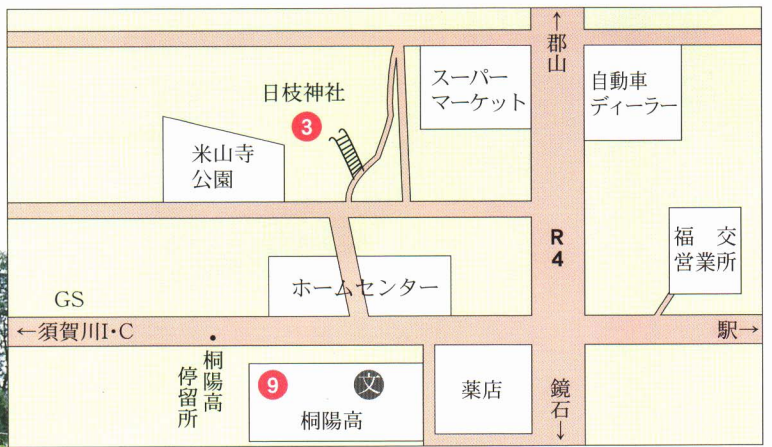 ←郡山
スーパー
マーケット
自動車
ディーラー
日枝神社
3
米山寺
公園
R4
福交
営業所
ホームセンター
GS
←須賀川I・C
駅→
桐陽高
停留所
9
文
桐陽高
薬店
鏡石→